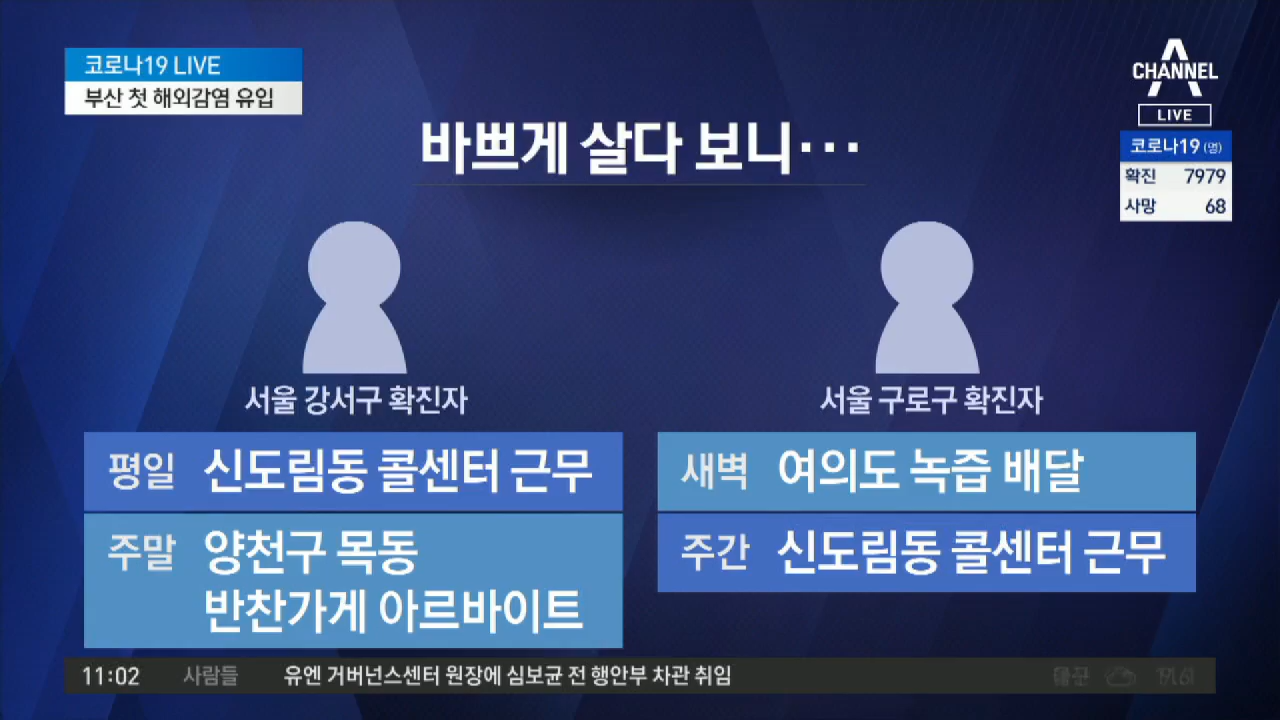 코로나19 LIVE
부산 첫 해외감염 유입
CHANNEL A
LIVE
코로나19 (명)
확진 7979
사망 68
바쁘게 살다 보니…
서울 강서구 확진자
평일 신도림동 콜센터 근무
주말 양천구 목동
반찬가게 아르바이트
서울 구로구 확진자
새벽 여의도 녹즙 배달
주간 신도림동 콜센터 근무
11:02 사람들 유엔 거버넌스센터 원장에 심보균 전 행안부 차관 취임